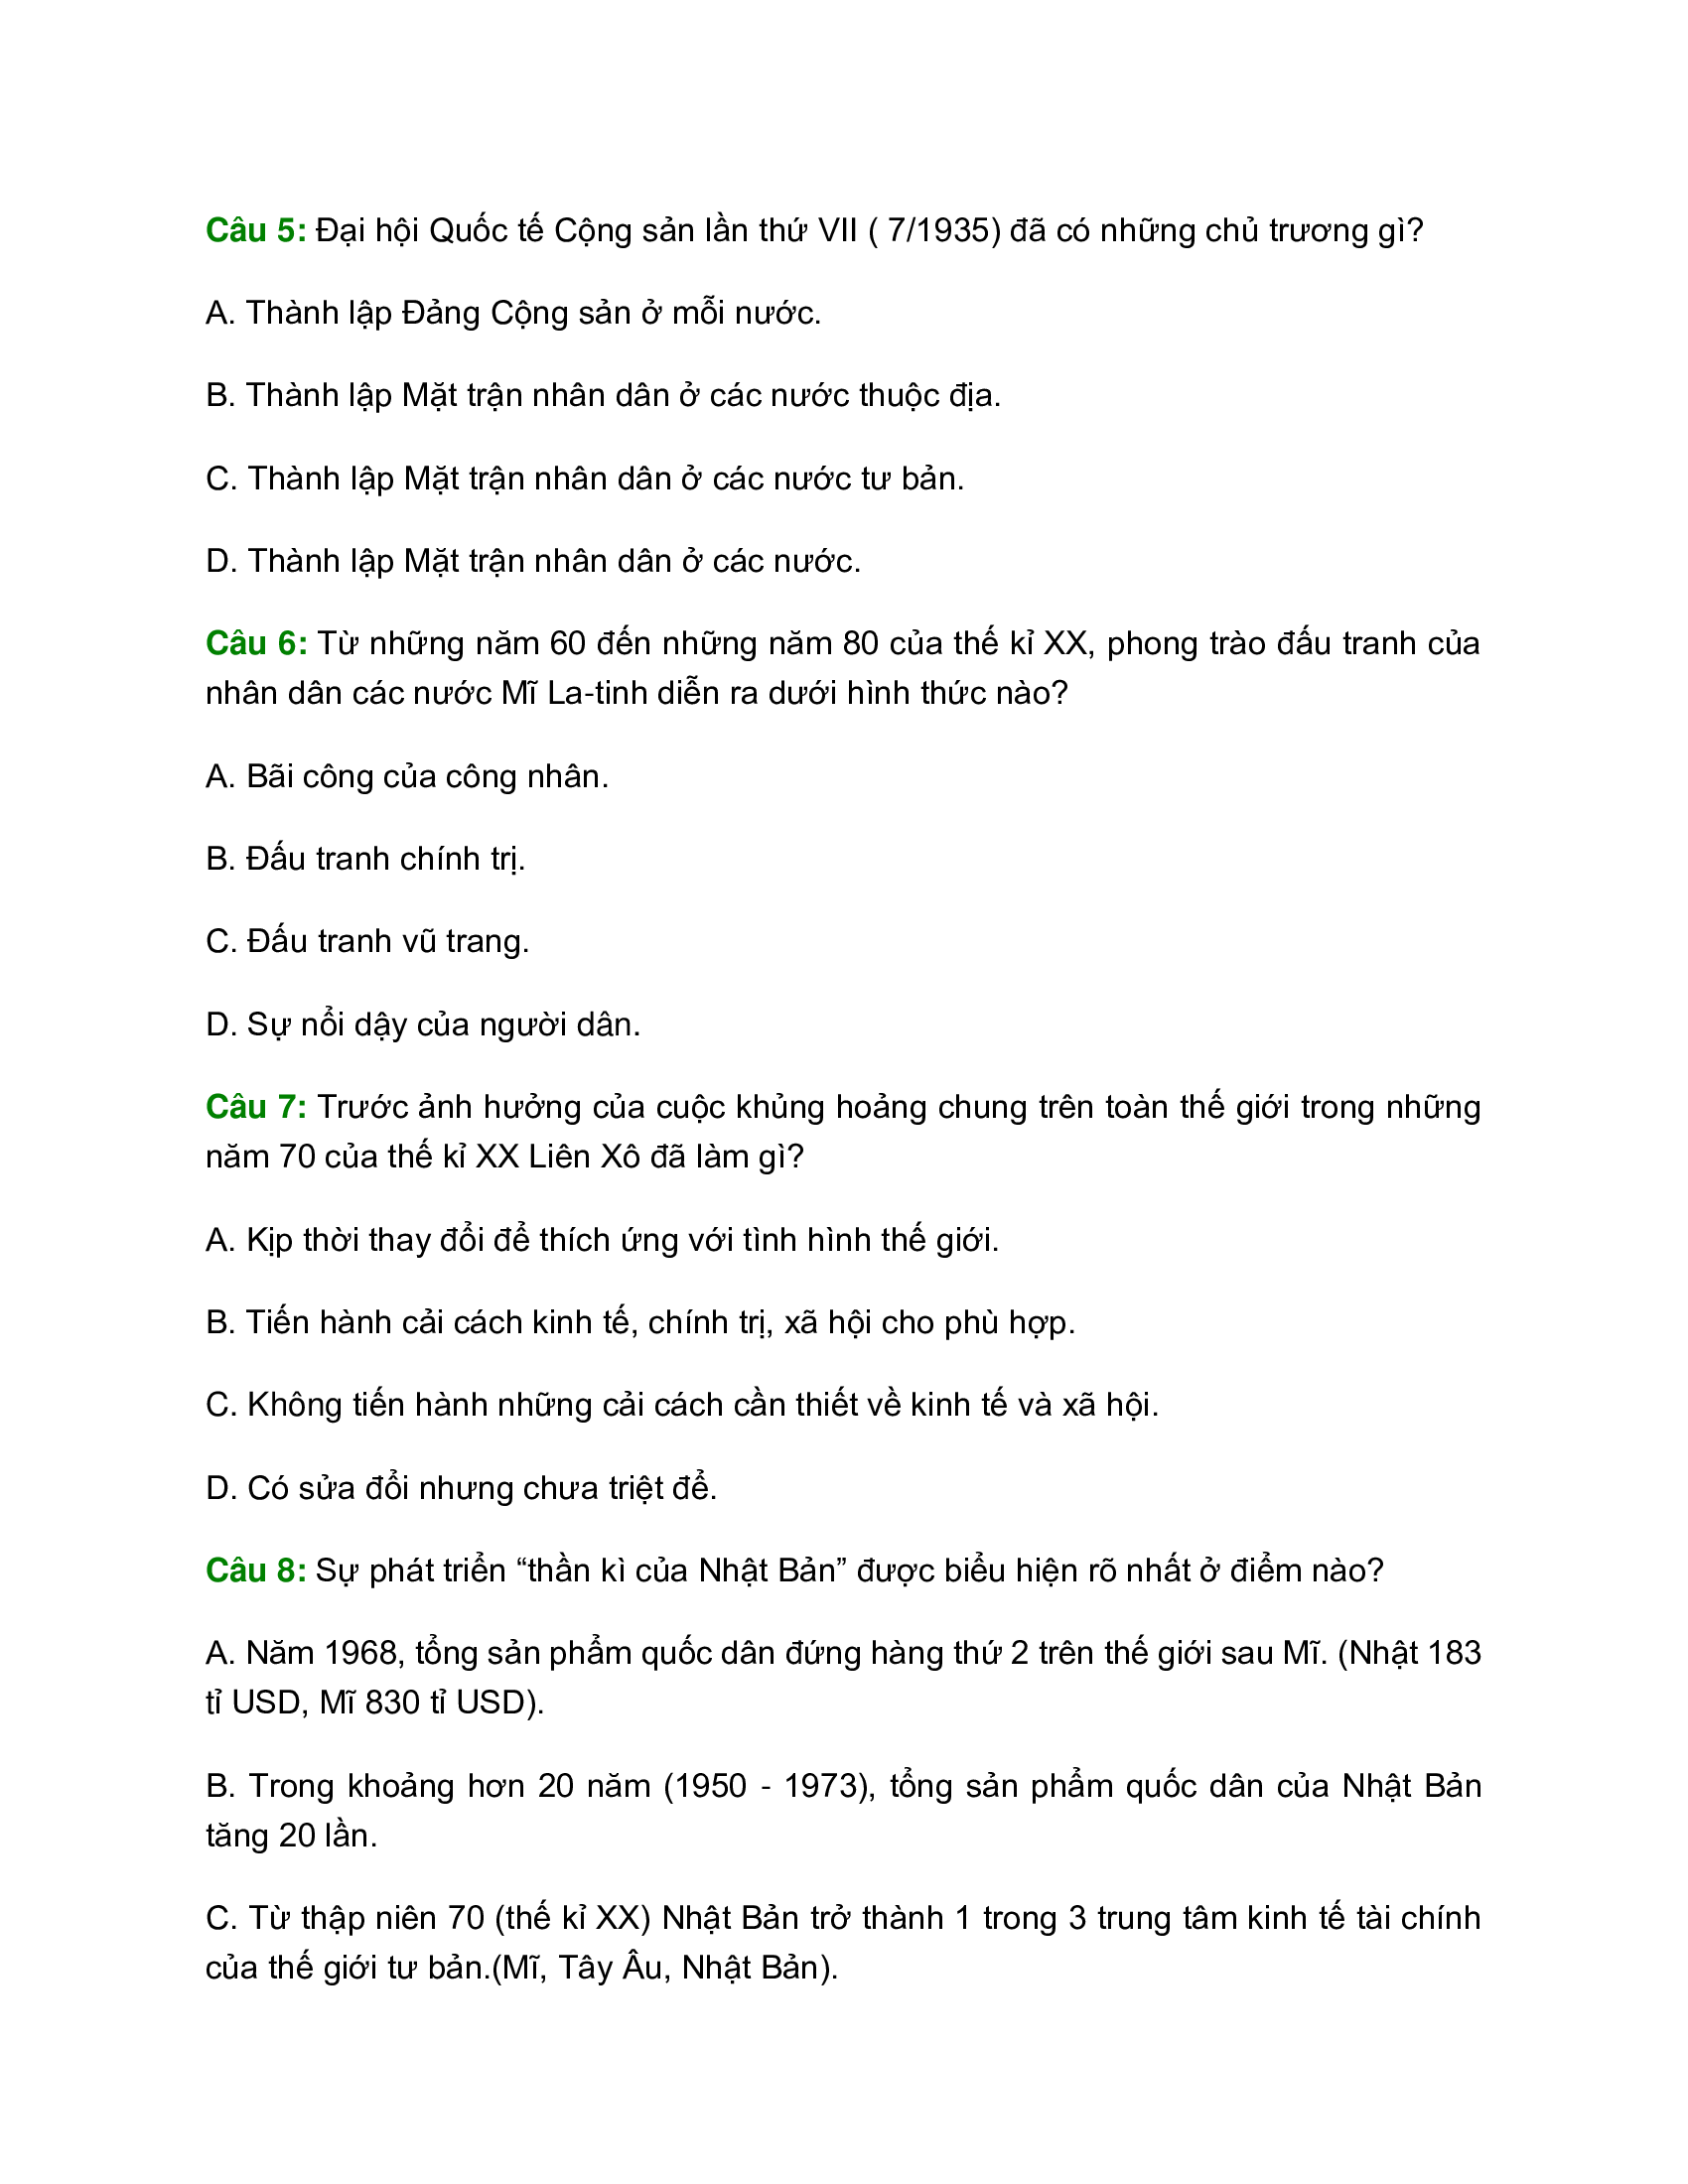 Câu 5: Đại hội Quốc tế Cộng sản lần thứ VII ( 7/1935) đã có những chủ trương gì?
A. Thành lập Đảng Cộng sản ở mỗi nước.
B. Thành lập Mặt trận nhân dân ở các nước thuộc địa.
C. Thành lập Mặt trận nhân dân ở các nước tư bản.
D. Thành lập Mặt trận nhân dân ở các nước.
Câu 6: Từ những năm 60 đến những năm 80 của thế kỉ XX, phong trào đấu tranh của
nhân dân các nước Mĩ La-tinh diễn ra dưới hình thức nào?
A. Bãi công của công nhân.
B. Đấu tranh chính trị.
C. Đấu tranh vũ trang.
D. Sự nổi dậy của người dân.
Câu 7: Trước ảnh hưởng của cuộc khủng hoảng chung trên toàn thế giới trong những
năm 70 của thế kỉ XX Liên Xô đã làm gì?
A. Kịp thời thay đổi để thích ứng với tình hình thế giới.
B. Tiến hành cải cách kinh tế, chính trị, xã hội cho phù hợp.
C. Không tiến hành những cải cách cần thiết về kinh tế và xã hội.
D. Có sửa đổi nhưng chưa triệt để.
Câu 8: Sự phát triển “thần kì của Nhật Bản” được biểu hiện rõ nhất ở điểm nào?
A. Năm 1968, tổng sản phẩm quốc dân đứng hàng thứ 2 trên thế giới sau Mĩ. (Nhật 183
tỉ USD, Mĩ 830 tỉ USD).
B. Trong khoảng hơn 20 năm (1950 - 1973), tổng sản phẩm quốc dân của Nhật Bản
tăng 20 lần.
C. Từ thập niên 70 (thế kỉ XX) Nhật Bản trở thành 1 trong 3 trung tâm kinh tế tài chính
của thế giới tư bản.(Mĩ, Tây Âu, Nhật Bản).